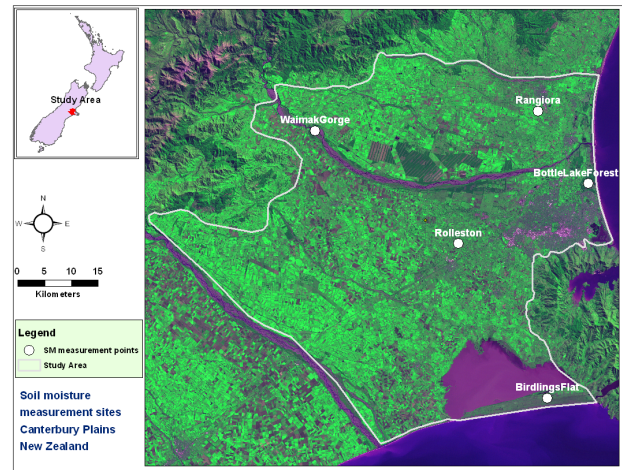 Study Area
N
W
E
S
0 5 10 15
Kilometers
Legend
SM measurement points
Study Area
Soil moisture
measurement sites
Canterbury Plains
New Zealand
Rangiora
WaimakGorge
BottleLakeForest
Rolleston
BirdlingsFlat